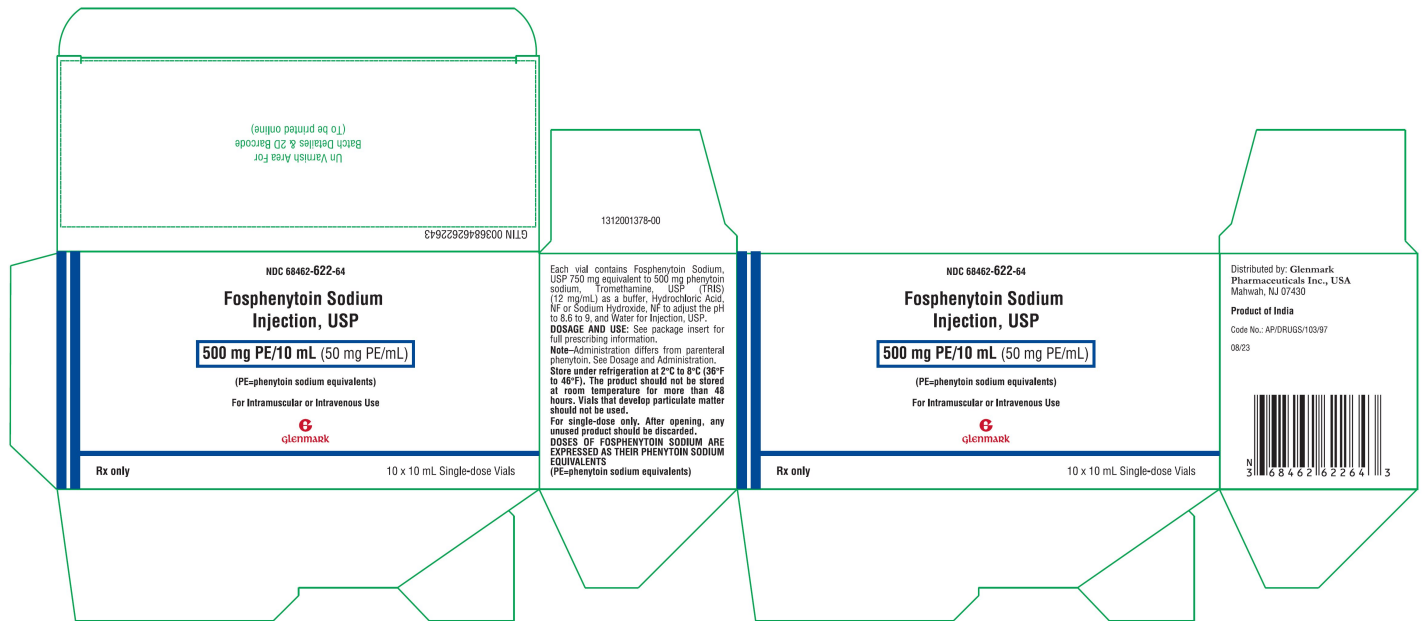 Un Varnish Area For
Batch Detailes & 2D Barcode
(To be printed online)
GTIN 00368462622643
NDC 68462-622-64
Fosphenytoin Sodium
Injection, USP
500 mg PE/10 mL (50 mg PE/mL)
(PE=phenytoin sodium equivalents)
For Intramuscular or Intravenous Use
G
glenmark
Rx only
10 x 10 mL Single-dose Vials
1312001378-00
Each vial contains Fosphenytoin Sodium,
USP 750 mg equivalent to 500 mg phenytoin
sodium, Tromethamine, USP (TRIS)
(12 mg/mL) as a buffer, Hydrochloric Acid,
NF or Sodium Hydroxide, NF to adjust the pH
to 8.6 to 9, and Water for Injection, USP.
DOSAGE AND USE: See package insert for
full prescribing information.
Note–Administration differs from parenteral
phenytoin. See Dosage and Administration.
Store under refrigeration at 2°C to 8°C (36°F
to 46°F). The product should not be stored
at room temperature for more than 48
hours. Vials that develop particulate matter
should not be used.
For single-dose only. After opening, any
unused product should be discarded.
DOSES OF FOSPHENYTOIN SODIUM ARE
EXPRESSED AS THEIR PHENYTOIN SODIUM
EQUIVALENTS
(PE=phenytoin sodium equivalents)
NDC 68462-622-64
Fosphenytoin Sodium
Injection, USP
500 mg PE/10 mL (50 mg PE/mL)
(PE=phenytoin sodium equivalents)
For Intramuscular or Intravenous Use
G
glenmark
Rx only
10 x 10 mL Single-dose Vials
Distributed by: Glenmark
Pharmaceuticals Inc., USA
Mahwah, NJ 07430
Product of India
Code No.: AP/DRUGS/103/97
08/23
N
3 68462 62264 3